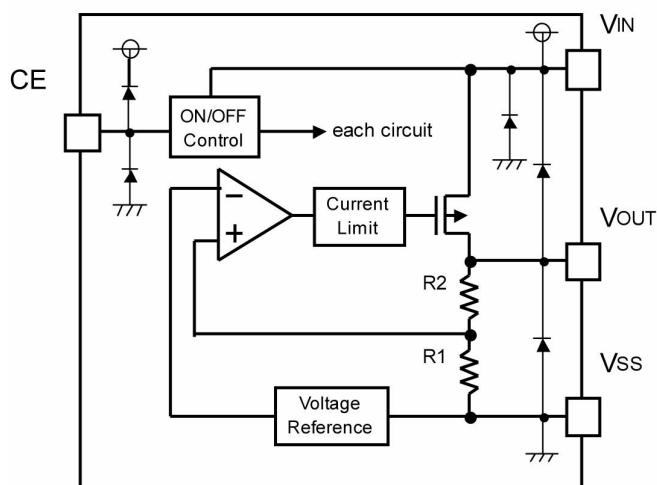 VIN
CE
ON/OFF
Control
each circuit
−
+
Current
Limit
VOUT
R2
R1
VSS
Voltage
Reference